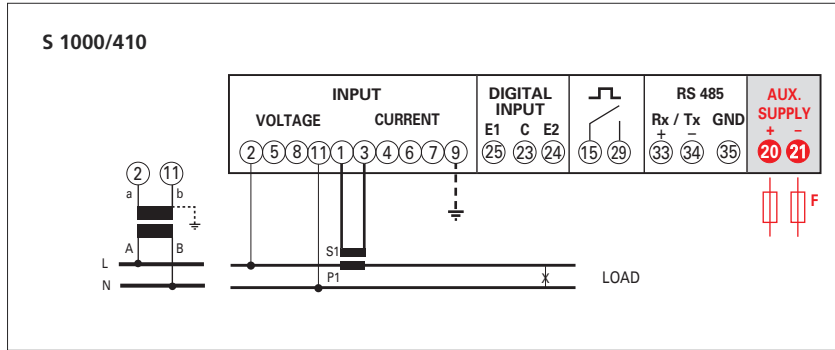 S 1000/410
INPUT
VOLTAGE CURRENT
2 5 8 11 1 3 4 6 7 9
DIGITAL
INPUT
E1 C E2
25 23 24
15 29
RS 485
Rx / Tx GND
+ −
33 34 35
AUX.
SUPPLY
+ −
20 21
F
2 11
a b
A B
L
N
S1
P1
X
LOAD